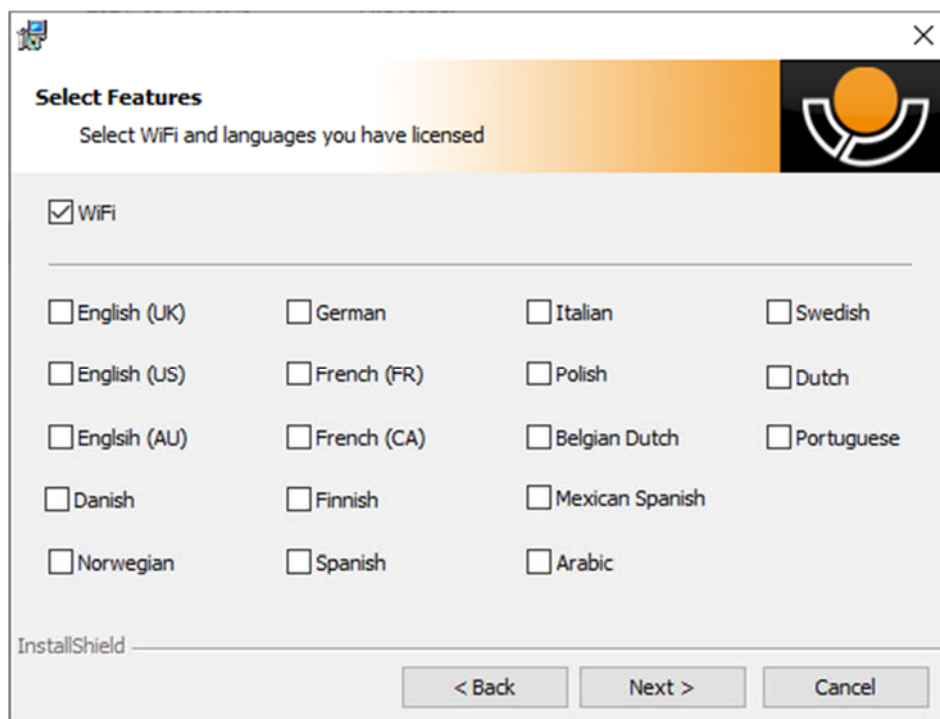 Select Features
Select WiFi and languages you have licensed
WiFi
English (UK) German Italian Swedish
English (US) French (FR) Polish Dutch
Englsih (AU) French (CA) Belgian Dutch Portuguese
Danish Finnish Mexican Spanish
Norwegian Spanish Arabic
InstallShield
< Back Next > Cancel